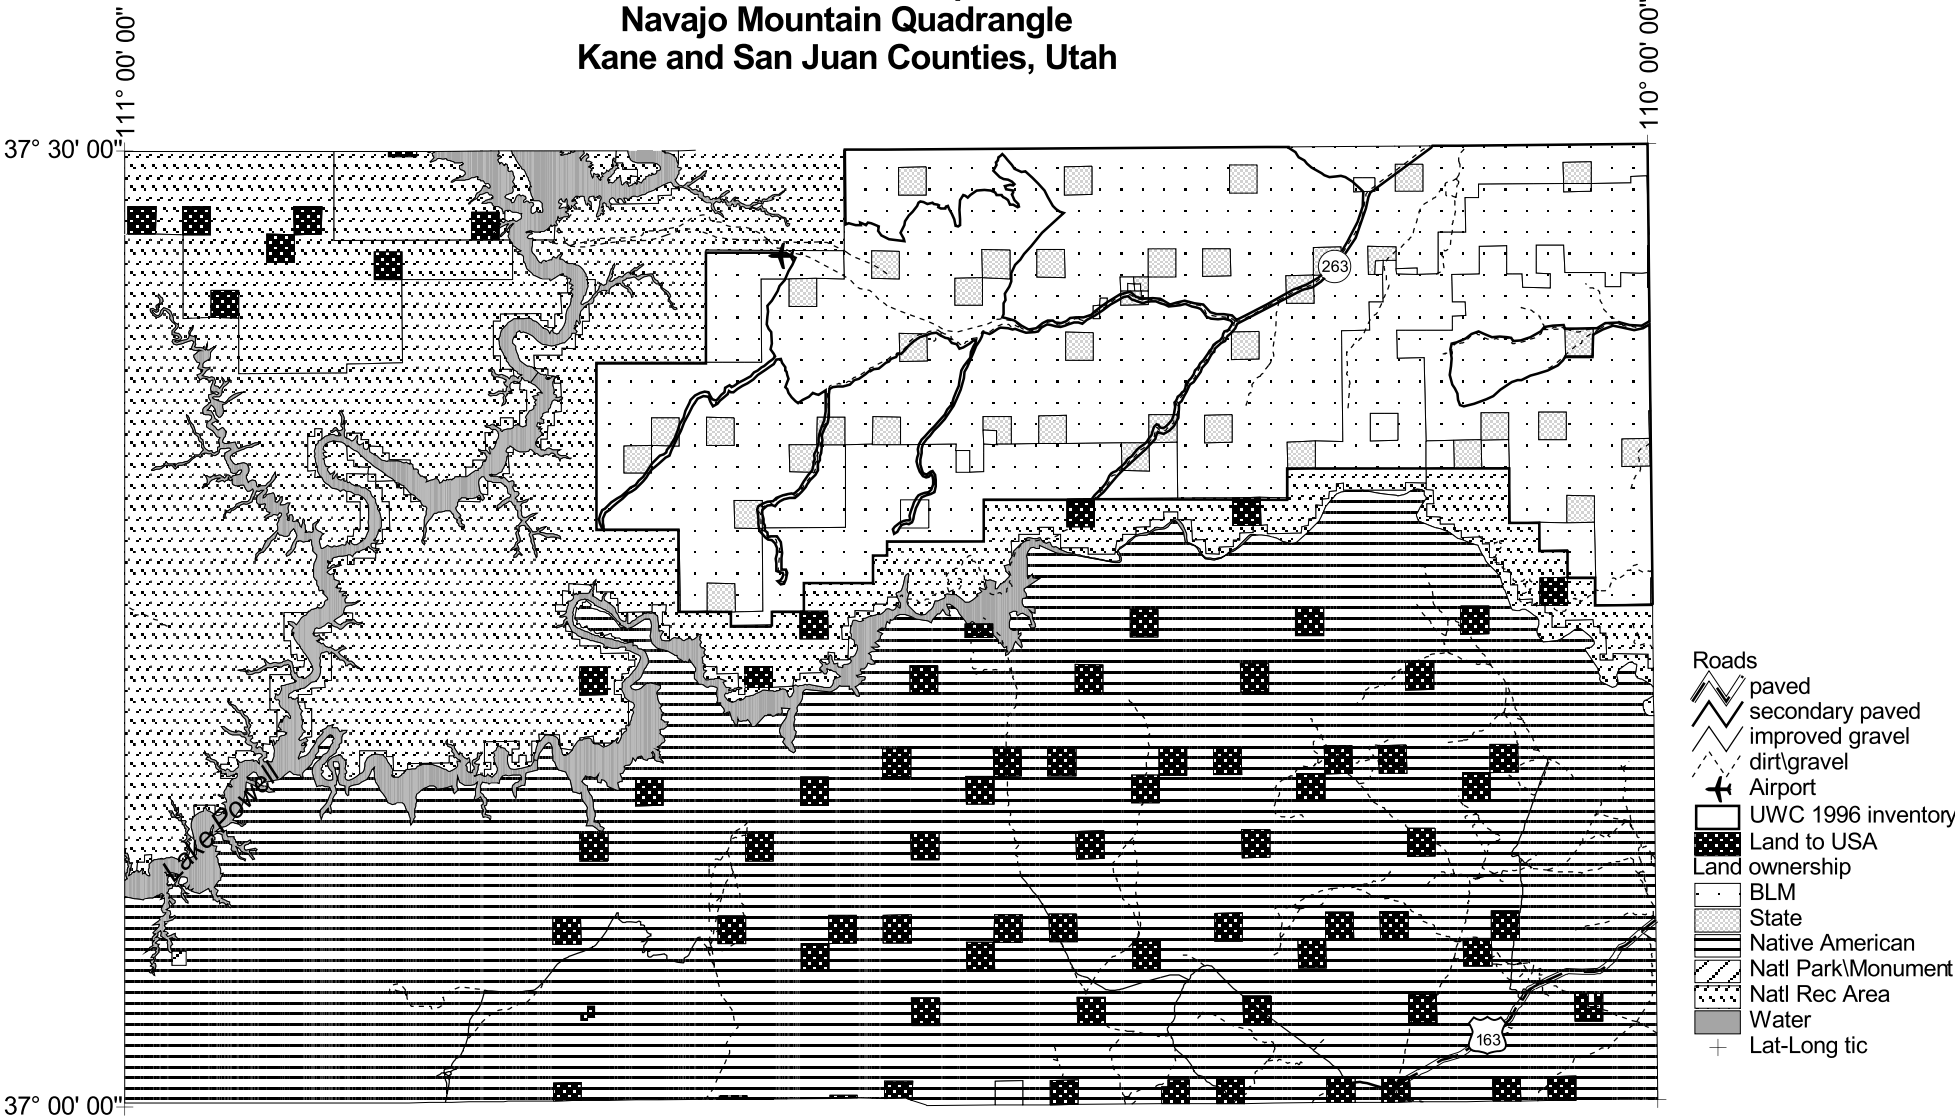 Navajo Mountain Quadrangle
Kane and San Juan Counties, Utah
111° 00' 00"
110° 00' 00"
37° 30' 00"
263
Lake Powell
163
37° 00' 00"
Roads
paved
secondary paved
improved gravel
dirt\gravel
Airport
UWC 1996 inventory
Land to USA
Land ownership
BLM
State
Native American
Natl Park\Monument
Natl Rec Area
Water
Lat-Long tic